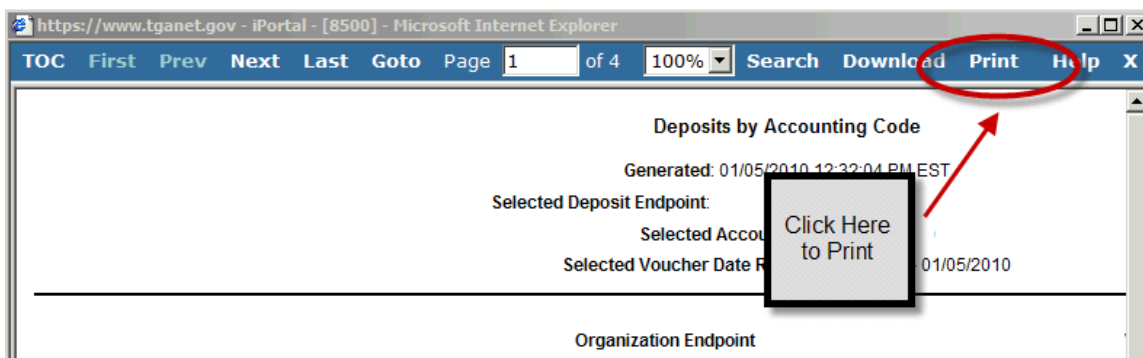 https://www.tganet.gov - iPortal - [8500] - Microsoft Internet Explorer
TOC First Prev Next Last Goto Page 1 of 4 100% Search Download Print Help X
Deposits by Accounting Code
Generated: 01/05/2010 12:32:04 PM EST
Selected Deposit Endpoint:
Selected Accou
Click Here
to Print
Selected Voucher Date R 01/05/2010
Organization Endpoint